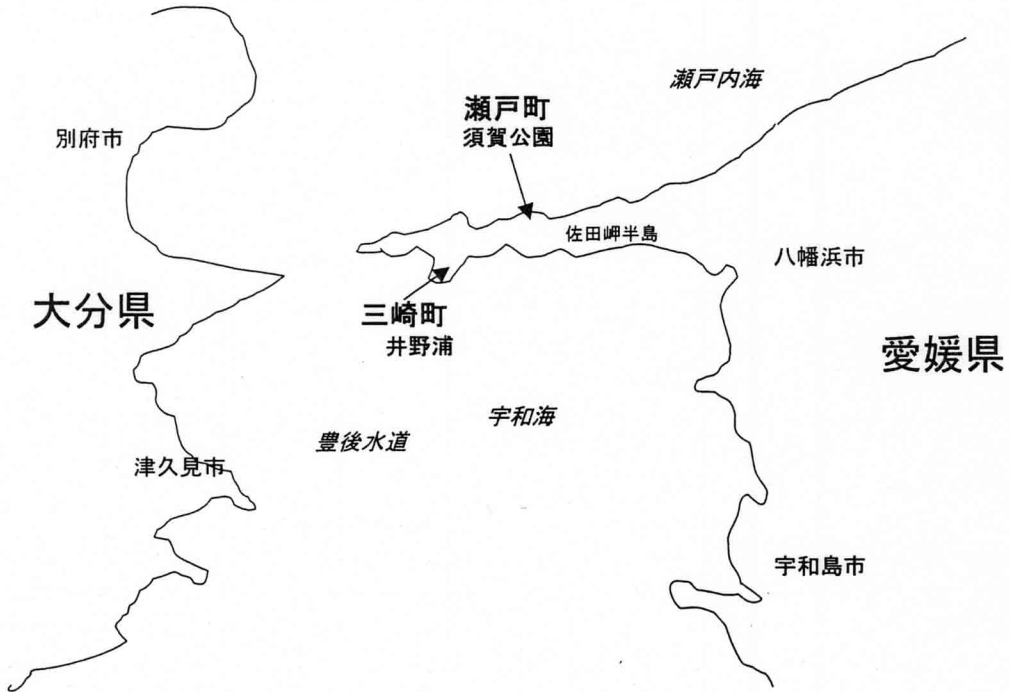 瀬戸内海
瀬戸町
須賀公園
別府市
佐田岬半島
八幡浜市
大分県
三崎町
井野浦
愛媛県
宇和海
豊後水道
津久見市
宇和島市